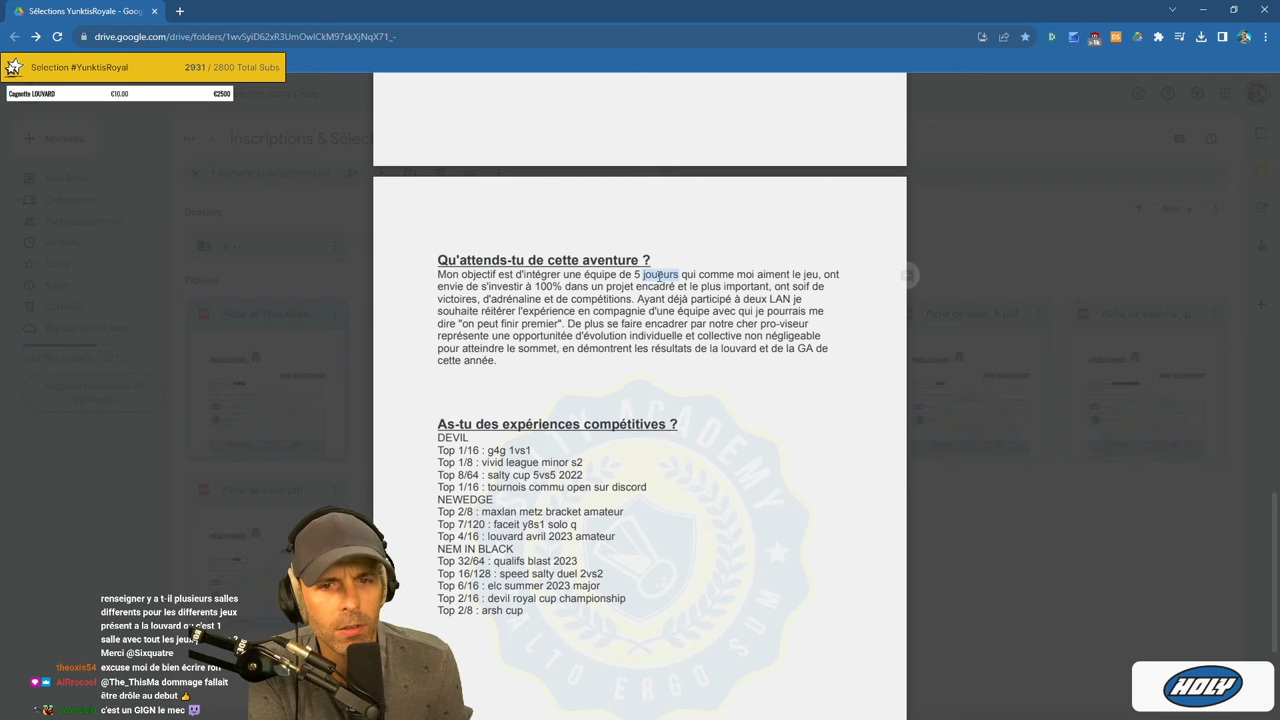 Sélections YunktisRoyale - Goog
drive.google.com/drive/folders/1wvSyiD62xR3UmOwlCkM97skXjNqX71_-
Selection #YunktisRoyal 2931 / 2800 Total Subs
Cagnotte LOUVARD €10.00 €2500
Nouveau
Inscriptions &
Dossiers
Fichiers
Qu'attends-tu de cette aventure ?
Mon objectif est d'intégrer une équipe de 5 joueurs qui comme moi aiment le jeu, ont
envie de s'investir à 100% dans un projet encadré et le plus important, ont soif de
victoires, d'adrénaline et de compétitions. Ayant déjà participé à deux LAN je
souhaite réitérer l'expérience en compagnie d'une équipe avec qui je pourrais me
dire "on peut finir premier". De plus se faire encadrer par notre cher pro-viseur
représente une opportunitée d'évolution individuelle et collective non négligeable
pour atteindre le sommet, en démontrent les résultats de la louvard et de la GA de
cette année.
As-tu des expériences compétitives ?
DEVIL
Top 1/16 : g4g 1vs1
Top 1/8 : vivid league minor s2
Top 8/64 : salty cup 5vs5 2022
Top 1/16 : tournois commu open sur discord
NEWEDGE
Top 2/8 : maxlan metz bracket amateur
Top 7/120 : faceit y8s1 solo q
Top 4/16 : louvard avril 2023 amateur
NEM IN BLACK
Top 32/64 : qualifs blast 2023
Top 16/128 : speed salty duel 2vs2
Top 6/16 : elc summer 2023 major
Top 2/16 : devil royal cup championship
Top 2/8 : arsh cup
renseigner y a t-il plusieurs salles
differents pour les differents jeux
présent a la louvard ou c'est 1
salle avec tout les jeux
Merci @Sixquatre
theoxis54 excuse moi de bien écrire
AlRracool @The_ThisMa dommage fallait
être drôle au debut
c'est un GIGN le mec
HOLY